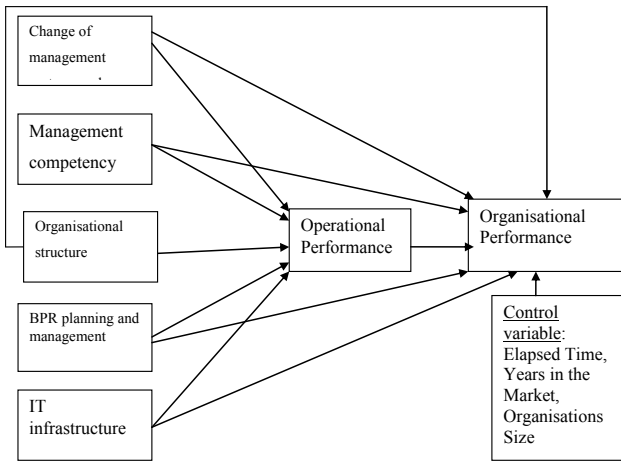 Change of
management
Management
competency
Organisational
structure
BPR planning and
management
IT
infrastructure
Operational
Performance
Organisational
Performance
Control
variable:
Elapsed Time,
Years in the
Market,
Organisations
Size